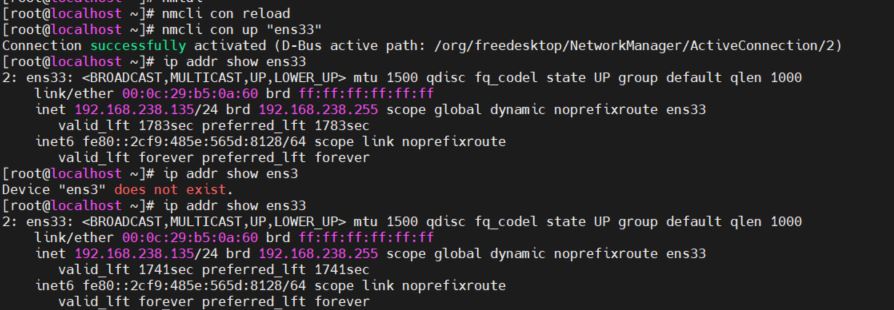 [root@localhost ~]# nmtui
[root@localhost ~]# nmcli con reload
[root@localhost ~]# nmcli con up "ens33"
Connection successfully activated (D-Bus active path: /org/freedesktop/NetworkManager/ActiveConnection/2)
[root@localhost ~]# ip addr show ens33
2: ens33: <BROADCAST,MULTICAST,UP,LOWER_UP> mtu 1500 qdisc fq_codel state UP group default qlen 1000
    link/ether 00:0c:29:b5:0a:60 brd ff:ff:ff:ff:ff:ff
    inet 192.168.238.135/24 brd 192.168.238.255 scope global dynamic noprefixroute ens33
       valid_lft 1783sec preferred_lft 1783sec
    inet6 fe80::2cf9:485e:565d:8128/64 scope link noprefixroute
       valid_lft forever preferred_lft forever
[root@localhost ~]# ip addr show ens3
Device "ens3" does not exist.
[root@localhost ~]# ip addr show ens33
2: ens33: <BROADCAST,MULTICAST,UP,LOWER_UP> mtu 1500 qdisc fq_codel state UP group default qlen 1000
    link/ether 00:0c:29:b5:0a:60 brd ff:ff:ff:ff:ff:ff
    inet 192.168.238.135/24 brd 192.168.238.255 scope global dynamic noprefixroute ens33
       valid_lft 1741sec preferred_lft 1741sec
    inet6 fe80::2cf9:485e:565d:8128/64 scope link noprefixroute
       valid_lft forever preferred_lft forever